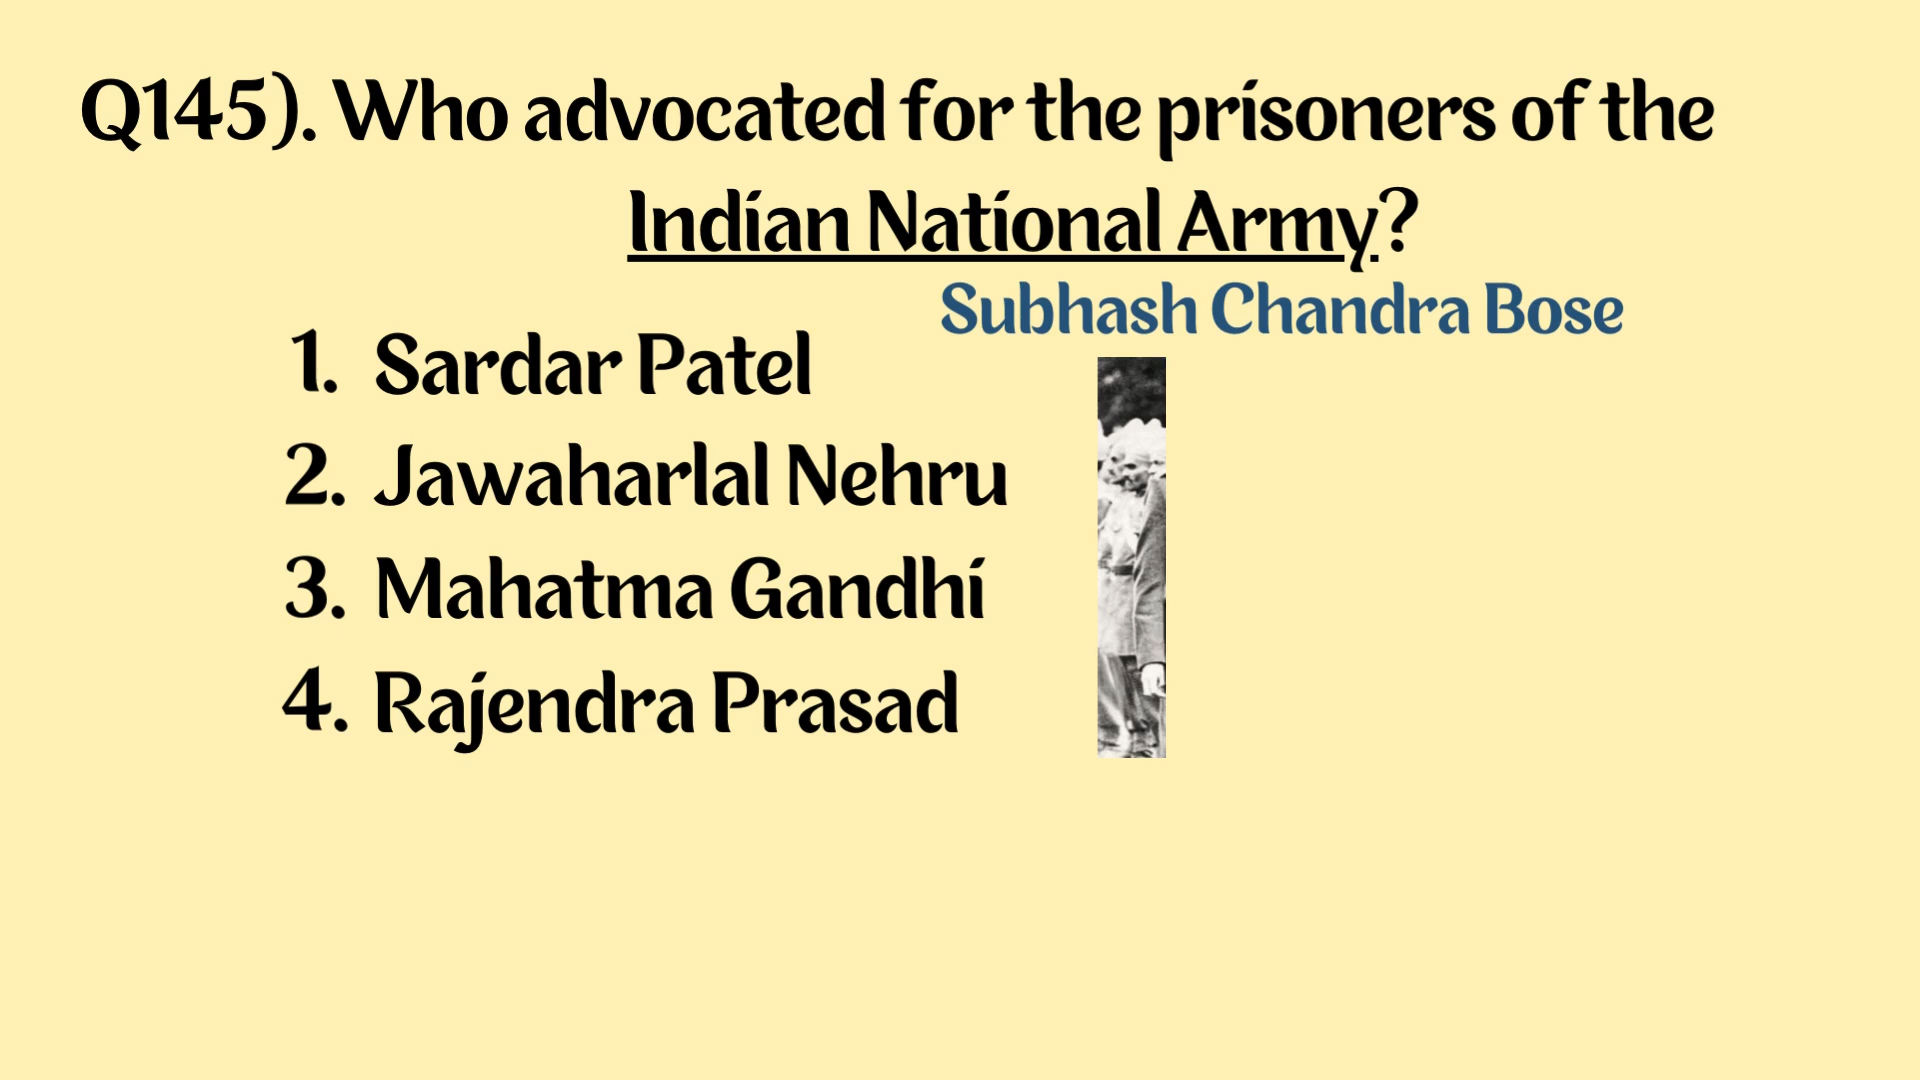 Q145). Who advocated for the prisoners of the
Indian National Army?
Subhash Chandra Bose
1. Sardar Patel
2. Jawaharlal Nehru
3. Mahatma Gandhi
4. Rajendra Prasad